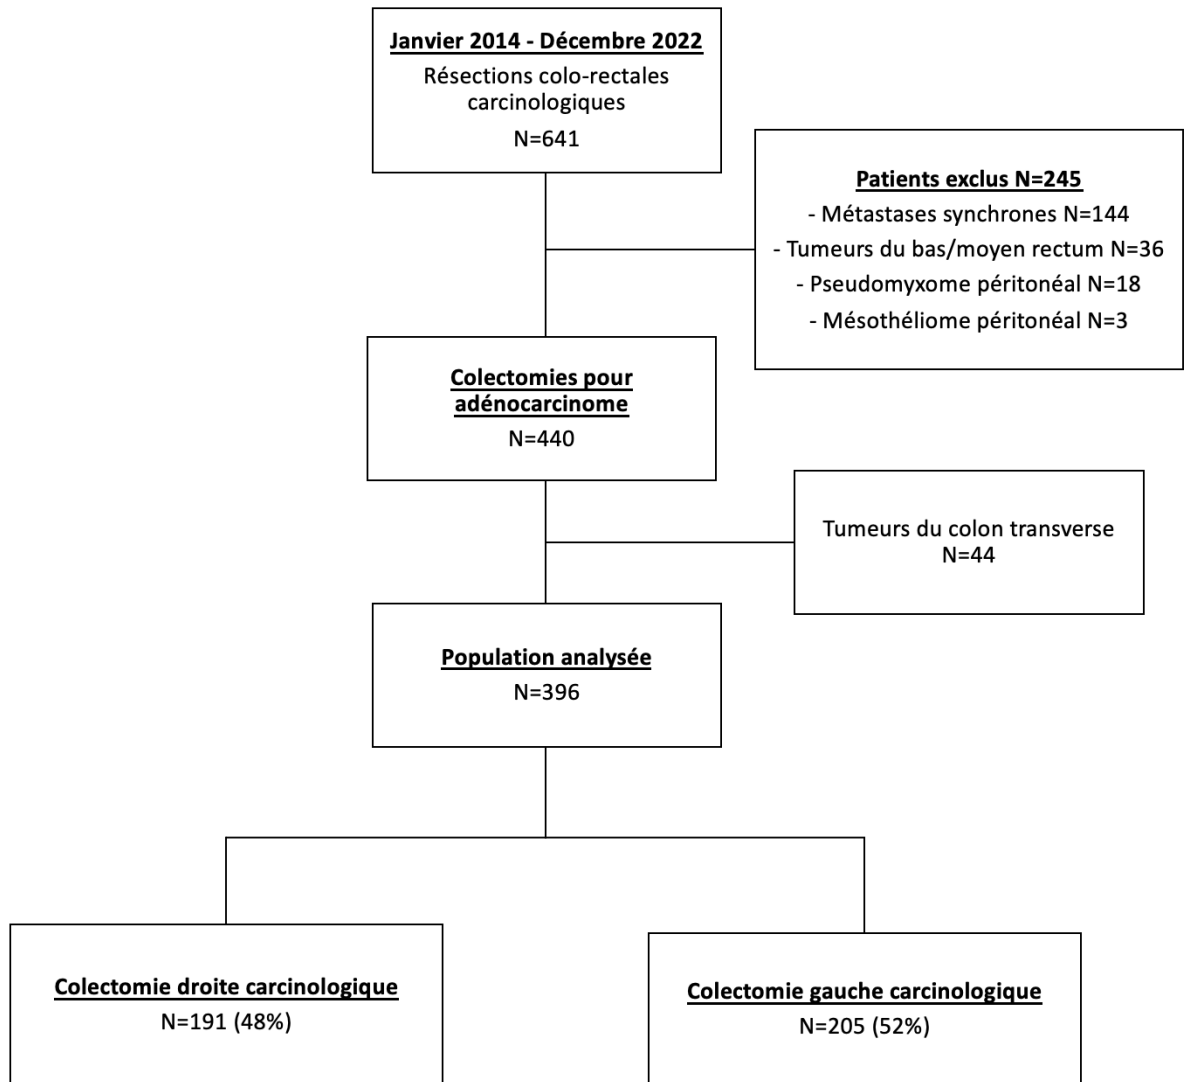 Janvier 2014 - Décembre 2022
Résections colo-rectales
carcinologiques
N=641
Patients exclus N=245
- Métastases synchrones N=144
- Tumeurs du bas/moyen rectum N=36
- Pseudomyxome péritonéal N=18
- Mésothéliome péritonéal N=3
Colectomies pour
adénocarcinome
N=440
Tumeurs du colon transverse
N=44
Population analysée
N=396
Colectomie droite carcinologique
N=191 (48%)
Colectomie gauche carcinologique
N=205 (52%)